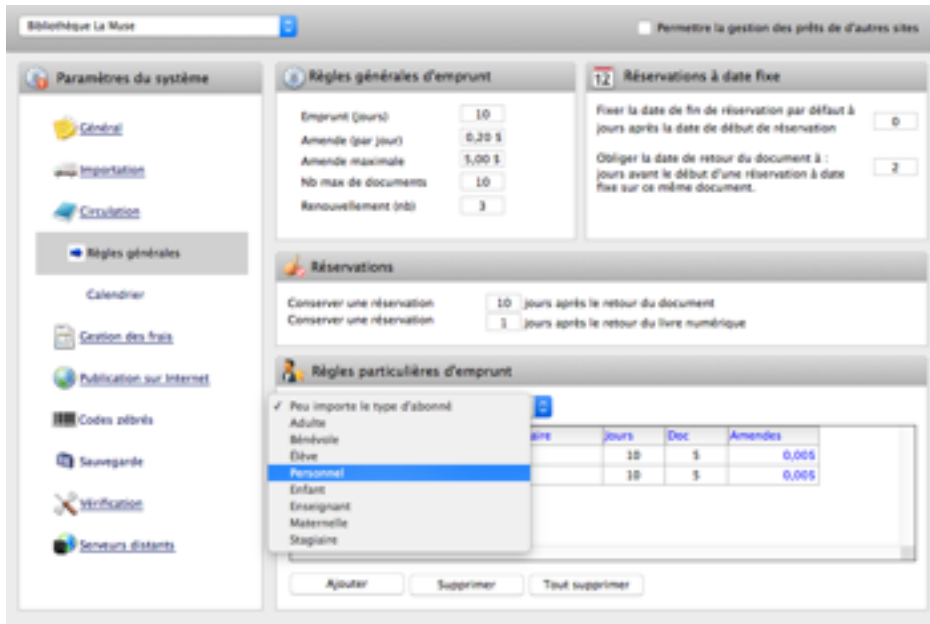 Bibliothèque La Muse
Permettre la gestion des prêts de d'autres sites
Paramètres du système
Général
Importation
Circulation
Règles générales
Calendrier
Gestion des frais
Publication sur Internet
Codes zébrés
Sauvegarde
Vérification
Serveurs distants
Règles générales d'emprunt
Emprunt (jours) 10
Amende (par jour) 0,20 $
Amende maximale 5,00 $
Nb max de documents 10
Renouvellement (nb) 3
12 Réservations à date fixe
Fixer la date de fin de réservation par défaut à 0
jours après la date de début de réservation
Obliger la date de retour du document à : 2
jours avant le début d'une réservation à date
fixe sur ce même document.
Réservations
Conserver une réservation 10 jours après le retour du document
Conserver une réservation 1 jours après le retour du livre numérique
Règles particulières d'emprunt
✓ Peu importe le type d'abonné
Adulte
Bénévole
Élève
Personnel
Enfant
Enseignant
Maternelle
Stagiaire
aire Jours Doc Amendes
10 5 0,00$
10 5 0,00$
Ajouter Supprimer Tout supprimer